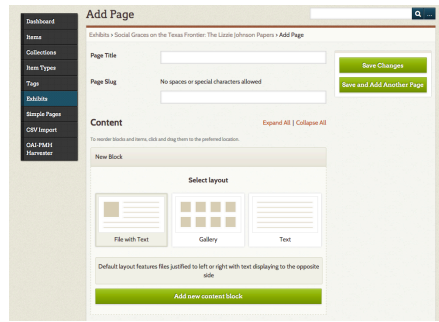 Add Page
...
Dashboard
Items
Collections
Item Types
Tags
Exhibits
Simple Pages
CSV Import
OAI-PMH
Harvester
Exhibits > Social Graces on the Texas Frontier: The Lizzie Johnson Papers > Add Page
Page Title
Page Slug
No spaces or special characters allowed
Save Changes
Save and Add Another Page
Content
Expand All | Collapse All
To reorder blocks and items, click and drag them to the preferred location.
New Block
Select layout
File with Text
Gallery
Text
Default layout features files justified to left or right with text displaying to the opposite
side
Add new content block